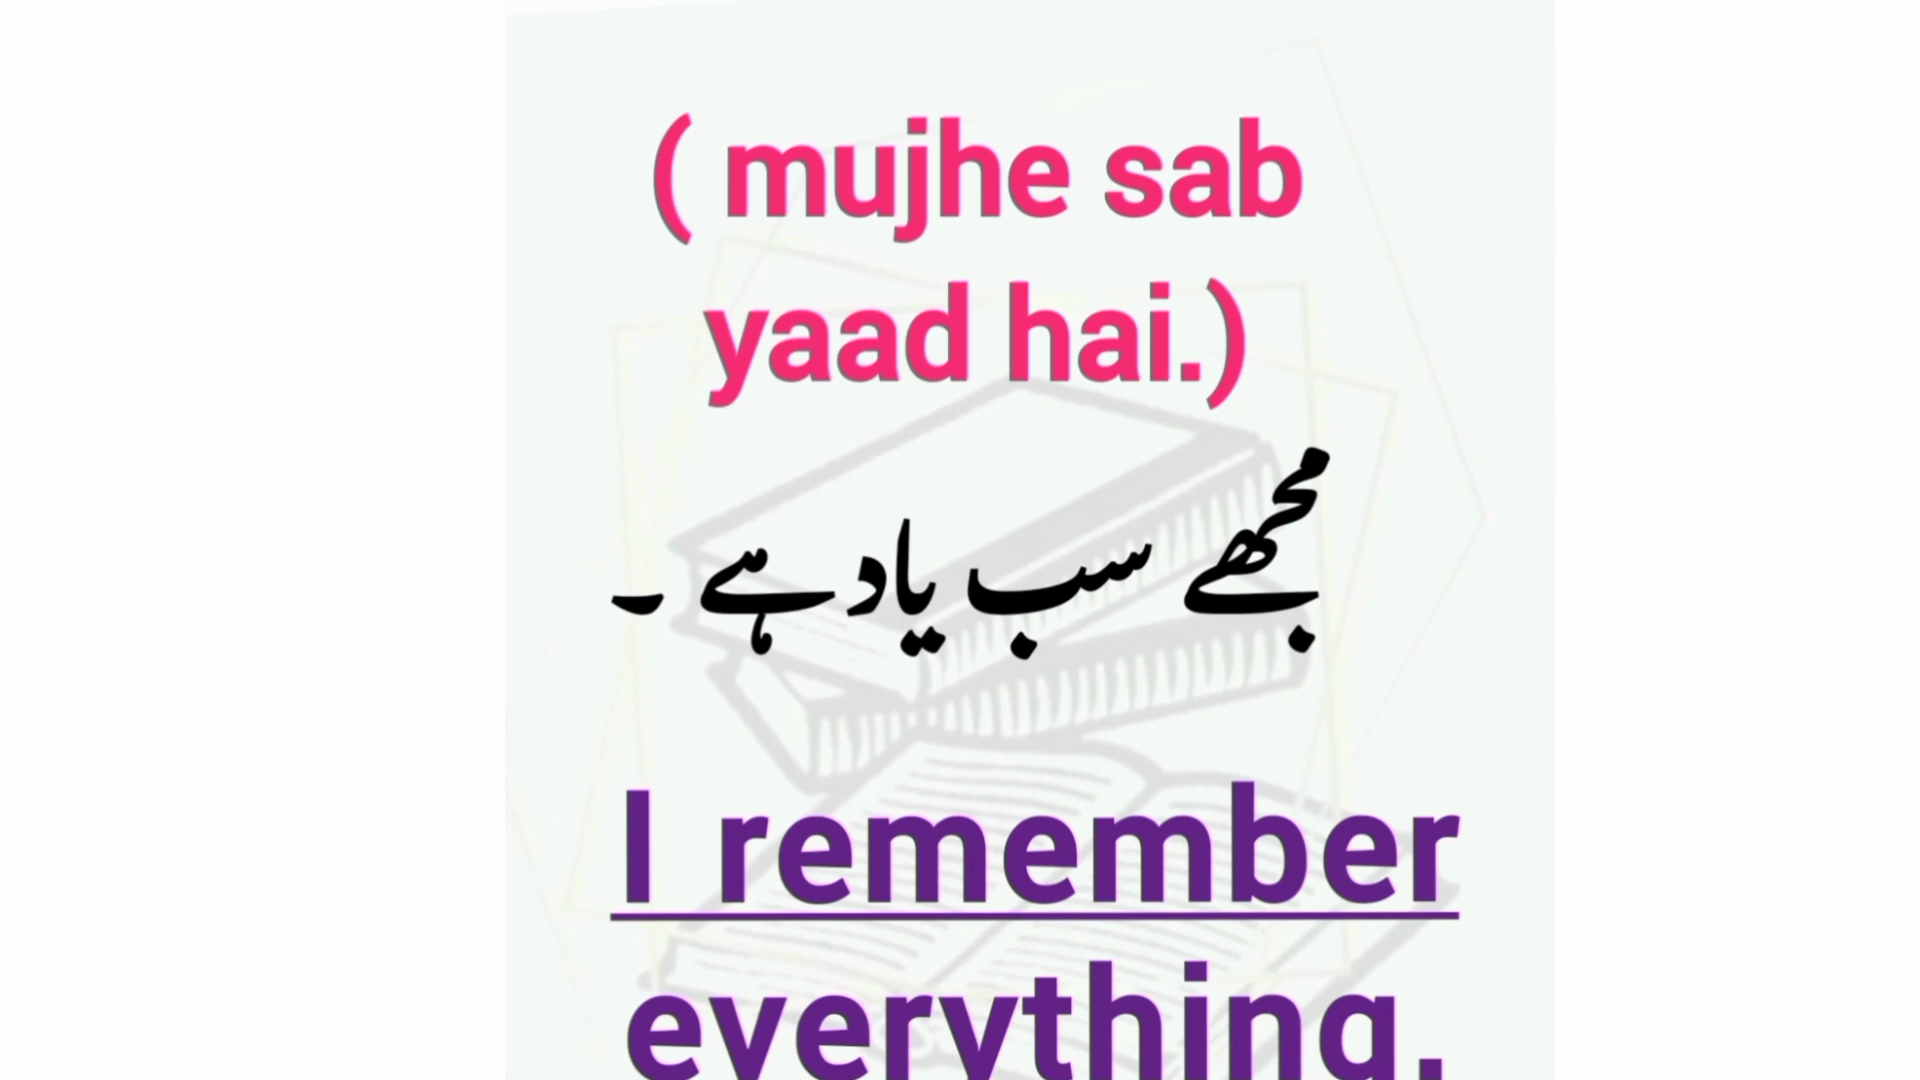 ( mujhe sab
yaad hai.)
مجھے سب یاد ہے ۔
I remember
everything.